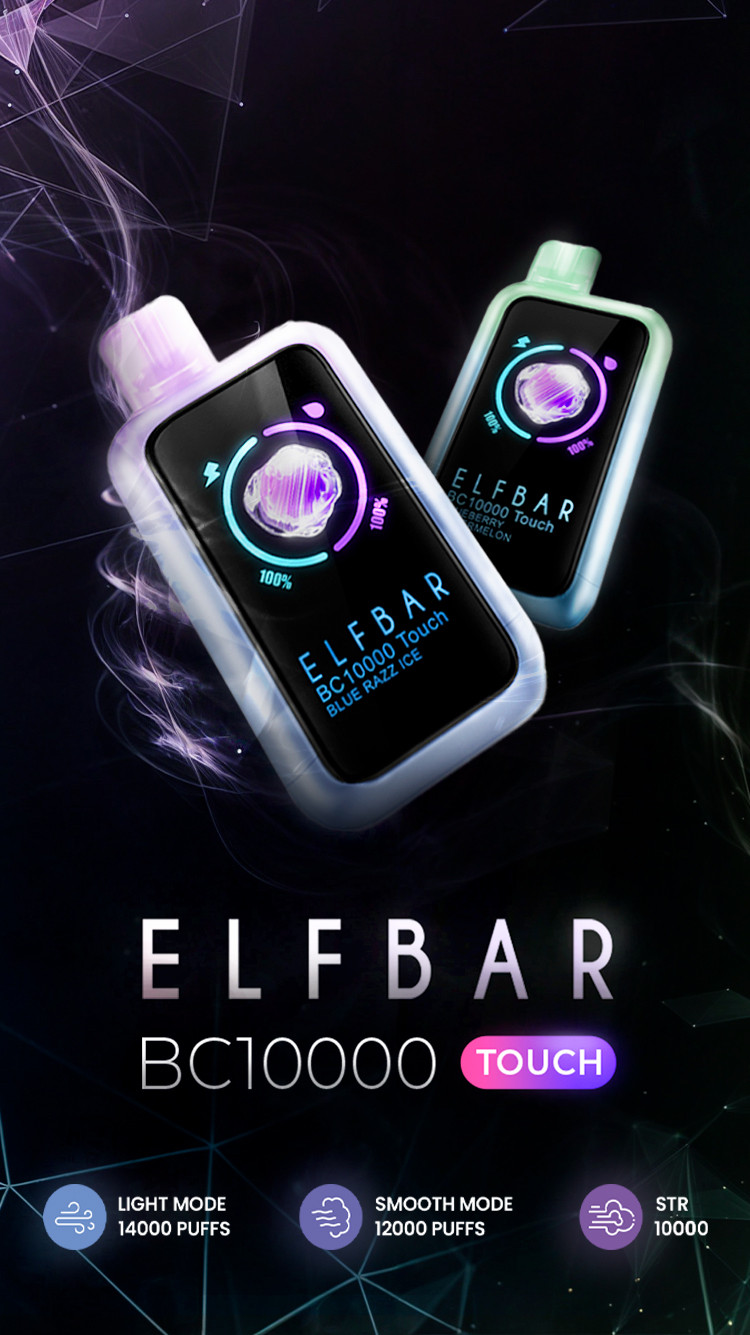 100%
100%
ELFBAR
BC10000 Touch
BLUE RAZZ ICE
100%
100%
ELFBAR
BC10000 Touch
ELFBAR
BC10000 TOUCH
LIGHT MODE
14000 PUFFS
SMOOTH MODE
12000 PUFFS
STR
10000